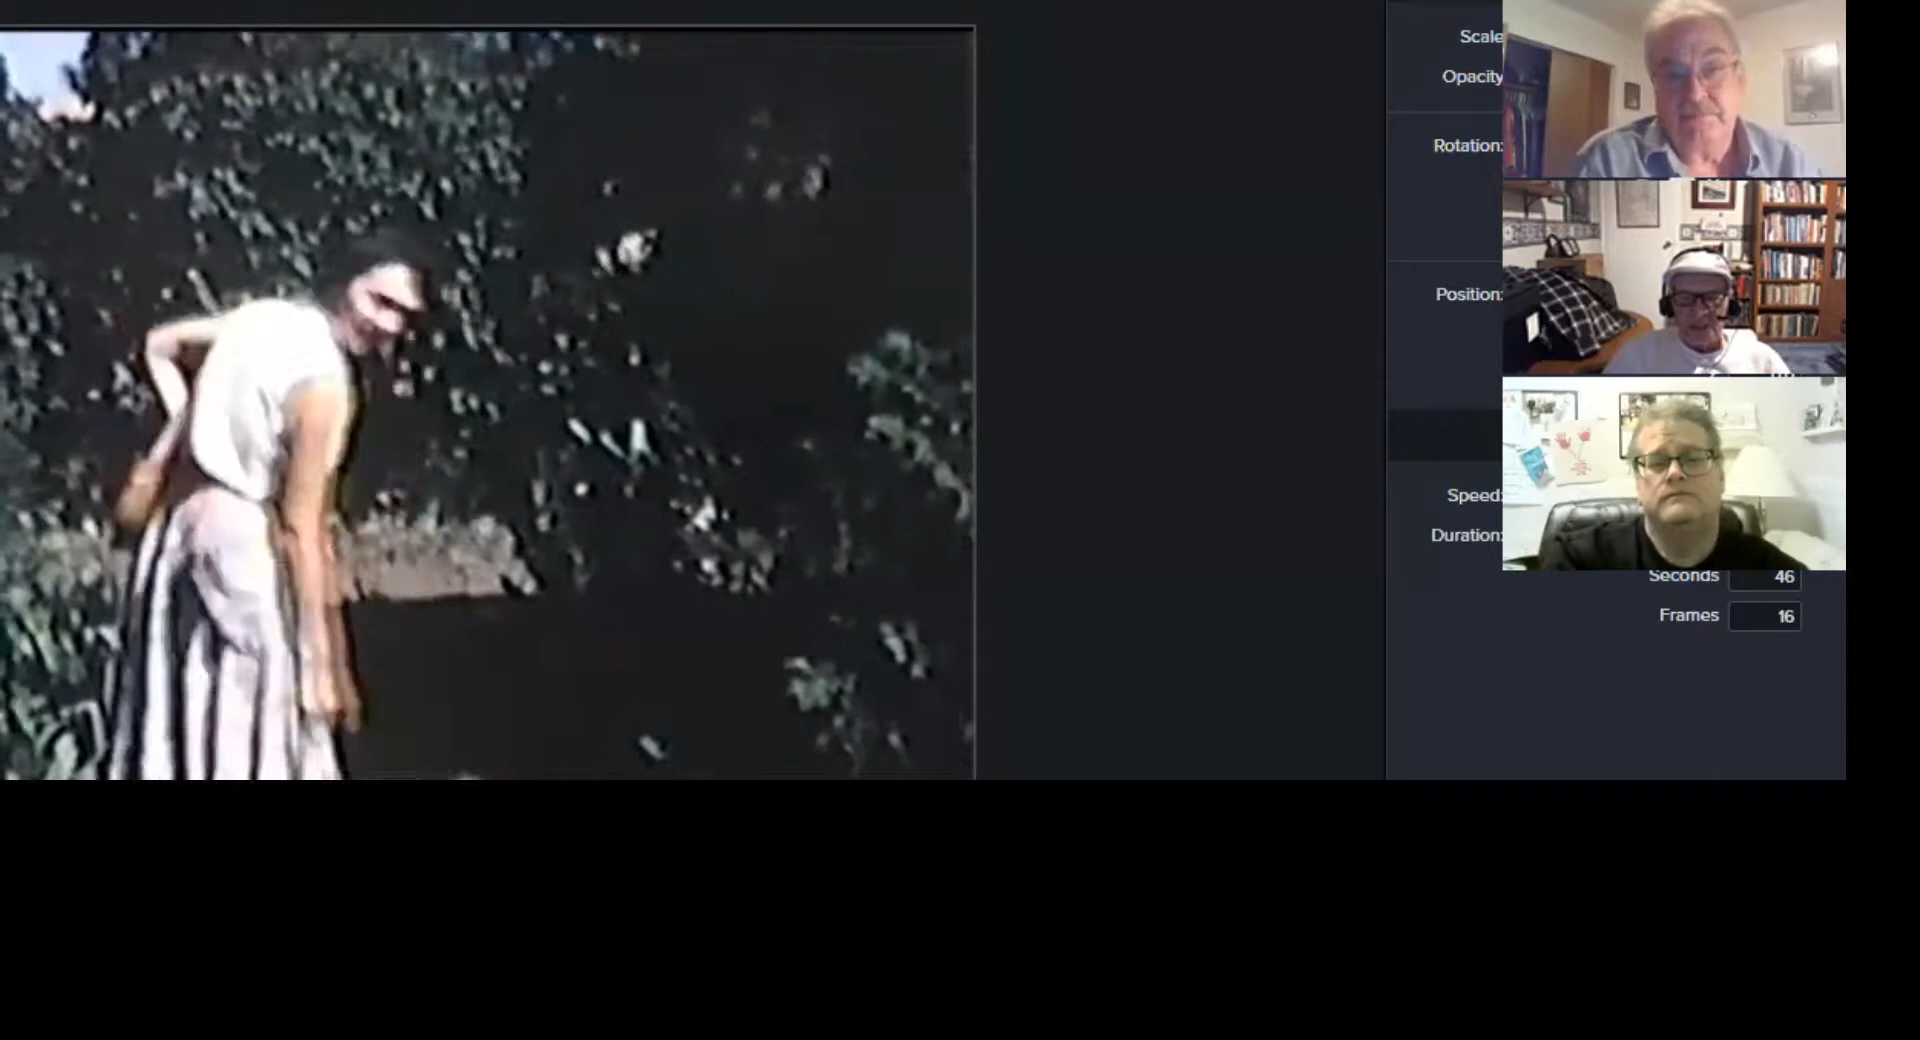 Scale
Opacity
Rotation:
Position:
Speed:
Duration:
Seconds 46
Frames 16